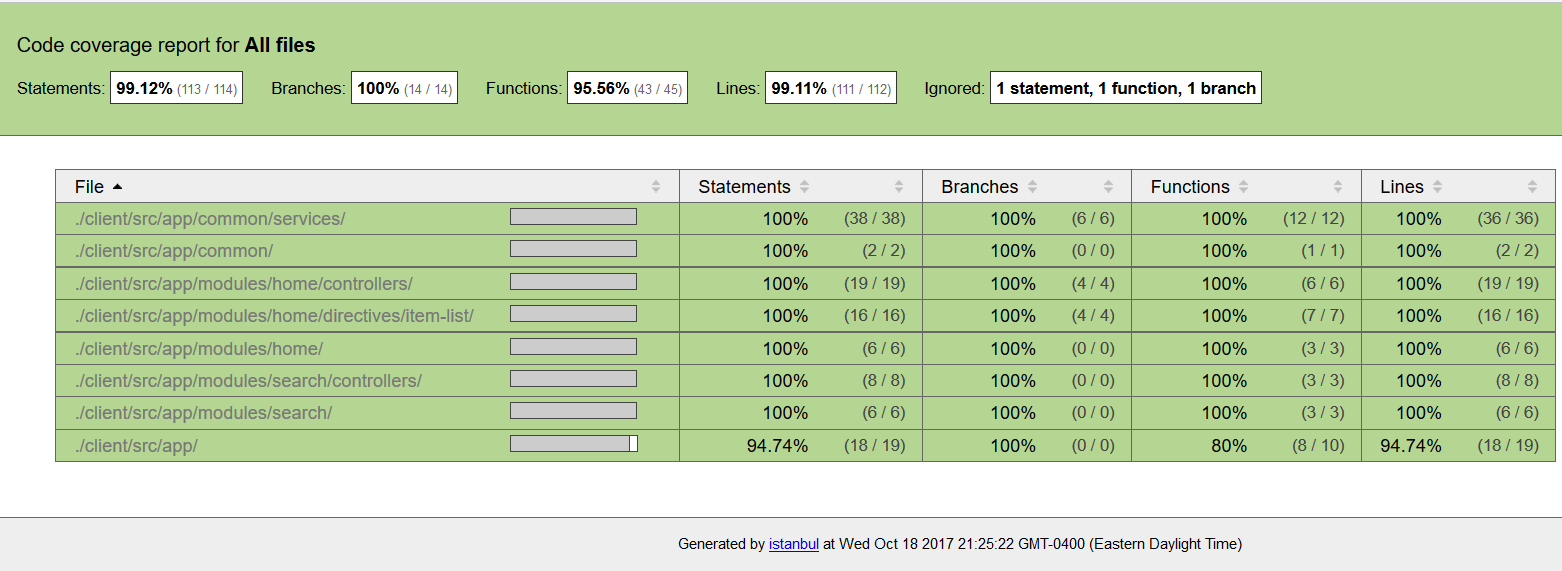 Code coverage report for All files
Statements: 99.12% (113 / 114) Branches: 100% (14 / 14) Functions: 95.56% (43 / 45) Lines: 99.11% (111 / 112) Ignored: 1 statement, 1 function, 1 branch
File Statements Branches Functions Lines
./client/src/app/common/services/ 100% (38 / 38) 100% (6 / 6) 100% (12 / 12) 100% (36 / 36)
./client/src/app/common/ 100% (2 / 2) 100% (0 / 0) 100% (1 / 1) 100% (2 / 2)
./client/src/app/modules/home/controllers/ 100% (19 / 19) 100% (4 / 4) 100% (6 / 6) 100% (19 / 19)
./client/src/app/modules/home/directives/item-list/ 100% (16 / 16) 100% (4 / 4) 100% (7 / 7) 100% (16 / 16)
./client/src/app/modules/home/ 100% (6 / 6) 100% (0 / 0) 100% (3 / 3) 100% (6 / 6)
./client/src/app/modules/search/controllers/ 100% (8 / 8) 100% (0 / 0) 100% (3 / 3) 100% (8 / 8)
./client/src/app/modules/search/ 100% (6 / 6) 100% (0 / 0) 100% (3 / 3) 100% (6 / 6)
./client/src/app/ 94.74% (18 / 19) 100% (0 / 0) 80% (8 / 10) 94.74% (18 / 19)
Generated by istanbul at Wed Oct 18 2017 21:25:22 GMT-0400 (Eastern Daylight Time)